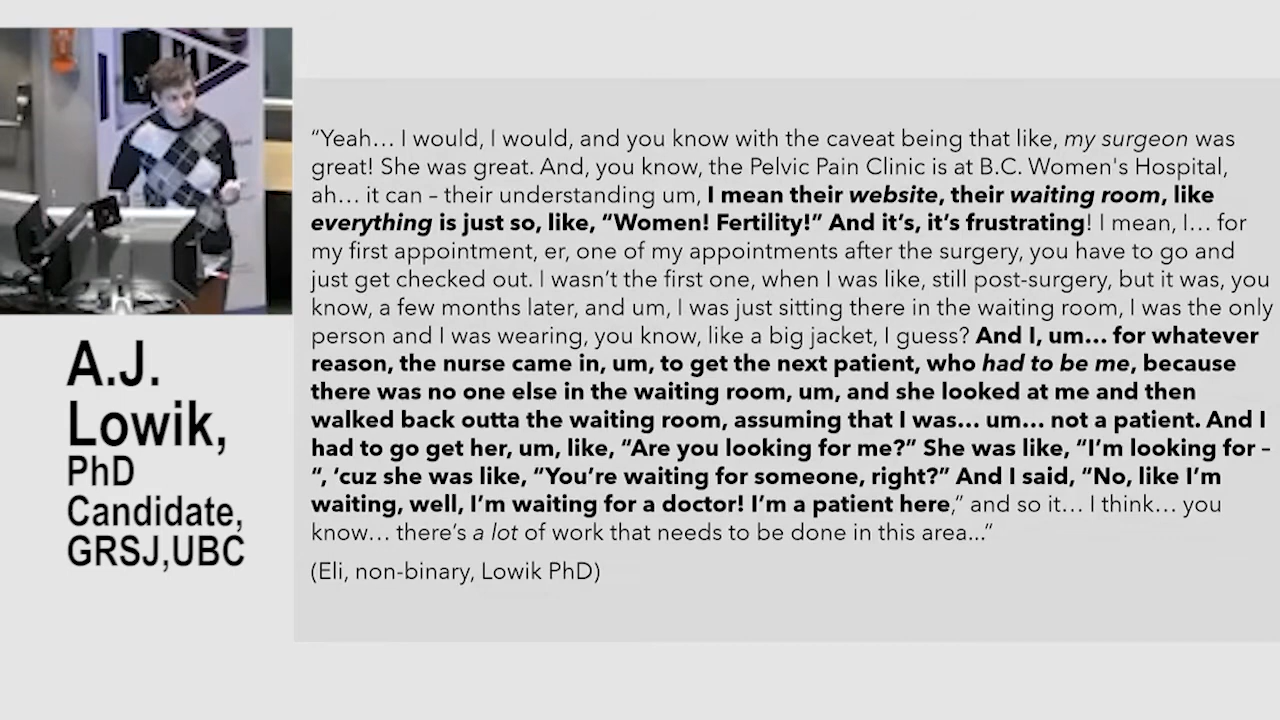 A.J.
Lowik,
PhD
Candidate,
GRSJ,UBC
“Yeah… I would, I would, and you know with the caveat being that like, my surgeon was
great! She was great. And, you know, the Pelvic Pain Clinic is at B.C. Women's Hospital,
ah… it can – their understanding um, I mean their website, their waiting room, like
everything is just so, like, “Women! Fertility!” And it’s, it’s frustrating! I mean, I… for
my first appointment, er, one of my appointments after the surgery, you have to go and
just get checked out. I wasn’t the first one, when I was like, still post-surgery, but it was, you
know, a few months later, and um, I was just sitting there in the waiting room, I was the only
person and I was wearing, you know, like a big jacket, I guess? And I, um… for whatever
reason, the nurse came in, um, to get the next patient, who had to be me, because
there was no one else in the waiting room, um, and she looked at me and then
walked back outta the waiting room, assuming that I was… um… not a patient. And I
had to go get her, um, like, “Are you looking for me?” She was like, “I’m looking for –
“, ‘cuz she was like, “You’re waiting for someone, right?” And I said, “No, like I’m
waiting, well, I’m waiting for a doctor! I’m a patient here,” and so it… I think… you
know… there’s a lot of work that needs to be done in this area...”
(Eli, non-binary, Lowik PhD)